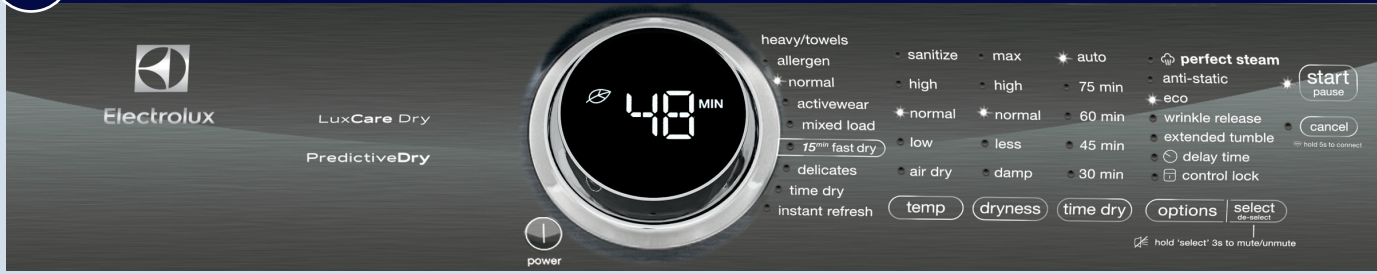 Electrolux
LuxCare Dry
PredictiveDry
power
48 MIN
heavy/towels
allergen
normal
activewear
mixed load
15min fast dry
delicates
time dry
instant refresh
sanitize
high
normal
low
air dry
temp
max
high
normal
less
damp
dryness
auto
75 min
60 min
45 min
30 min
time dry
perfect steam
anti-static
eco
wrinkle release
extended tumble
delay time
control lock
options
select
de-select
hold 'select' 3s to mute/unmute
start
pause
cancel
hold 5s to connect